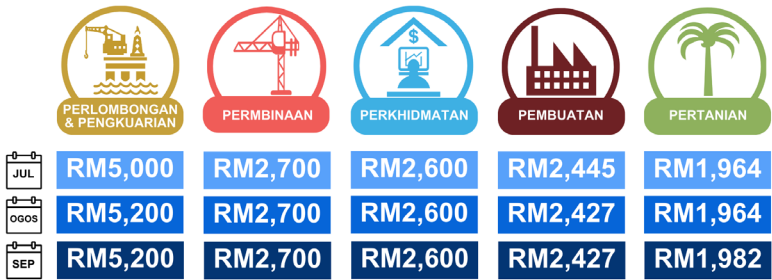 PERLOMBONGAN
& PENGKUARIAN
PERMBINAAN
$
PERKHIDMATAN
PEMBUATAN
PERTANIAN
JUL
RM5,000
RM2,700
RM2,600
RM2,445
RM1,964
OGOS
RM5,200
RM2,700
RM2,600
RM2,427
RM1,964
SEP
RM5,200
RM2,700
RM2,600
RM2,427
RM1,982